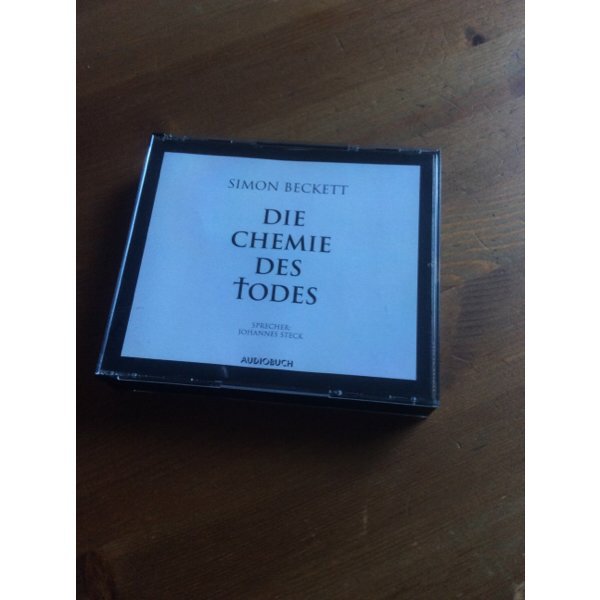 SIMON BECKETT
DIE
CHEMIE
DES
TODES
SPRECHER:
JOHANNES STECK
AUDIOBUCH